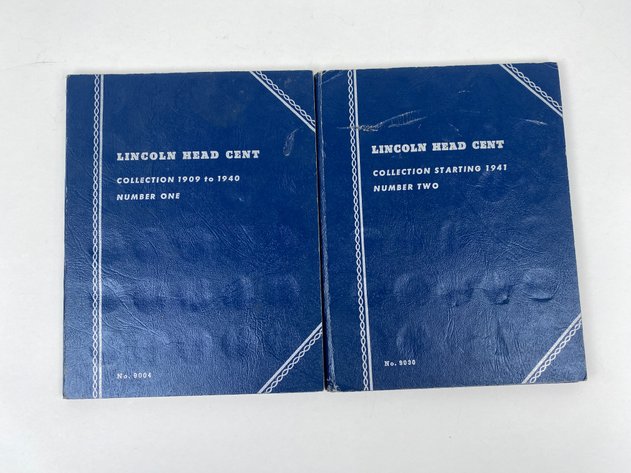 LINCOLN HEAD CENT
COLLECTION 1909 to 1940
NUMBER ONE
No. 9004
LINCOLN HEAD CENT
COLLECTION STARTING 1941
NUMBER TWO
No. 9030